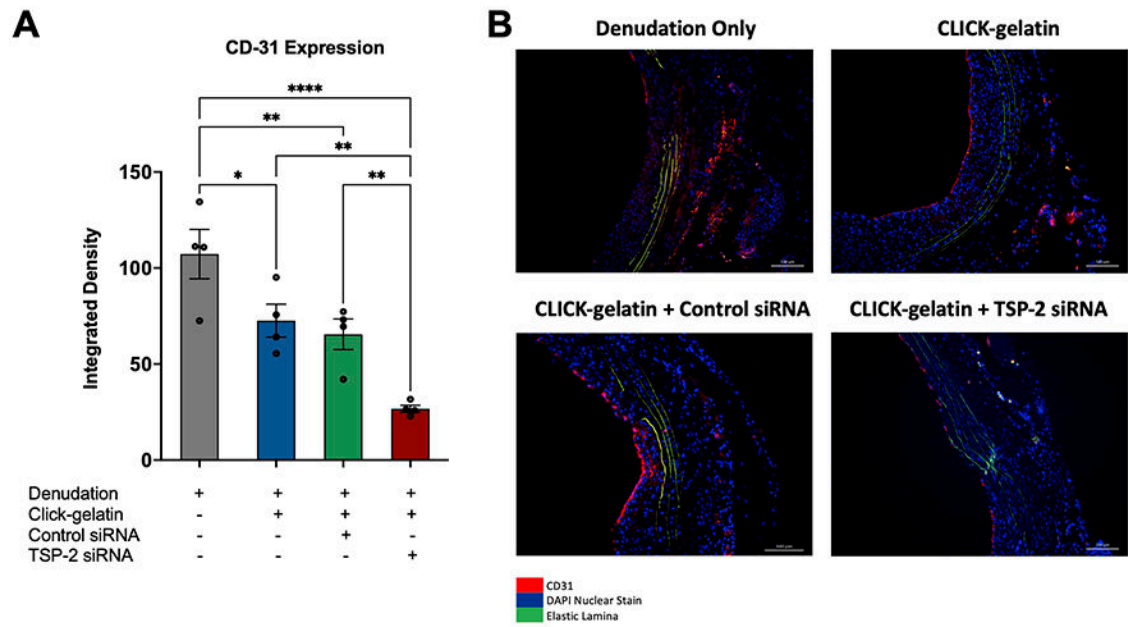 A
CD-31 Expression
****
**
**
*
**
150
100
50
0
Integrated Density
Denudation + + + +
Click-gelatin - + + +
Control siRNA - - + -
TSP-2 siRNA - - - +
B
Denudation Only
CLICK-gelatin
CLICK-gelatin + Control siRNA
CLICK-gelatin + TSP-2 siRNA
CD31
DAPI Nuclear Stain
Elastic Lamina